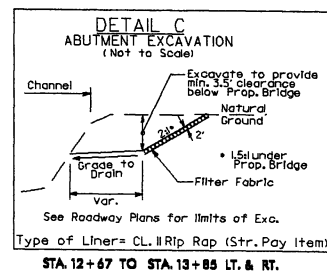 DETAIL C
ABUTMENT EXCAVATION
(Not to Scale)
Channel
Excavate to provide
min. 3.5' clearance
below Prop. Bridge
Natural
Ground
2:1*
2'
* 1.5:1 under
Prop. Bridge
Grade to
Drain
Filter Fabric
Var.
See Roadway Plans for limits of Exc.
Type of Liner= CL. II Rip Rap (Str. Pay Item)
STA. 12+67 TO STA. 13+85 LT. & RT.